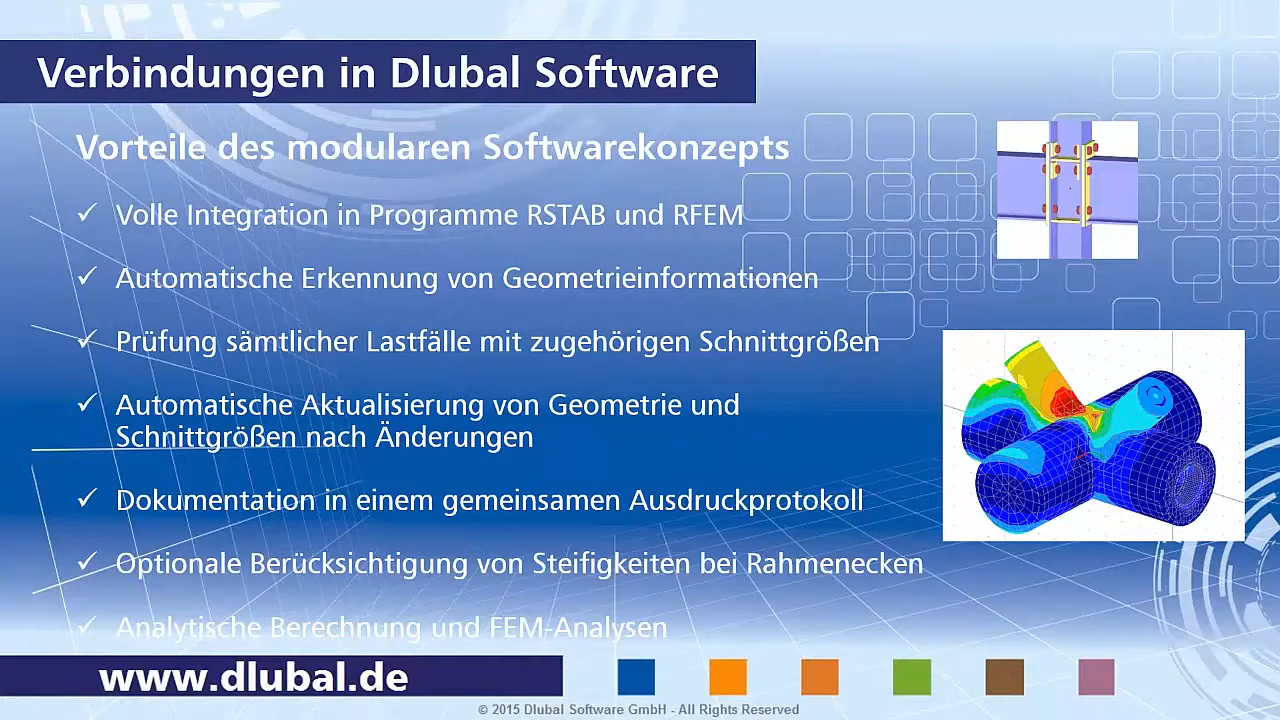 Verbindungen in Dlubal Software
Vorteile des modularen Softwarekonzepts
✓ Volle Integration in Programme RSTAB und RFEM
✓ Automatische Erkennung von Geometrieinformationen
✓ Prüfung sämtlicher Lastfälle mit zugehörigen Schnittgrößen
✓ Automatische Aktualisierung von Geometrie und
Schnittgrößen nach Änderungen
✓ Dokumentation in einem gemeinsamen Ausdruckprotokoll
✓ Optionale Berücksichtigung von Steifigkeiten bei Rahmenecken
✓ Analytische Berechnung und FEM-Analysen
www.dlubal.de
© 2015 Dlubal Software GmbH - All Rights Reserved